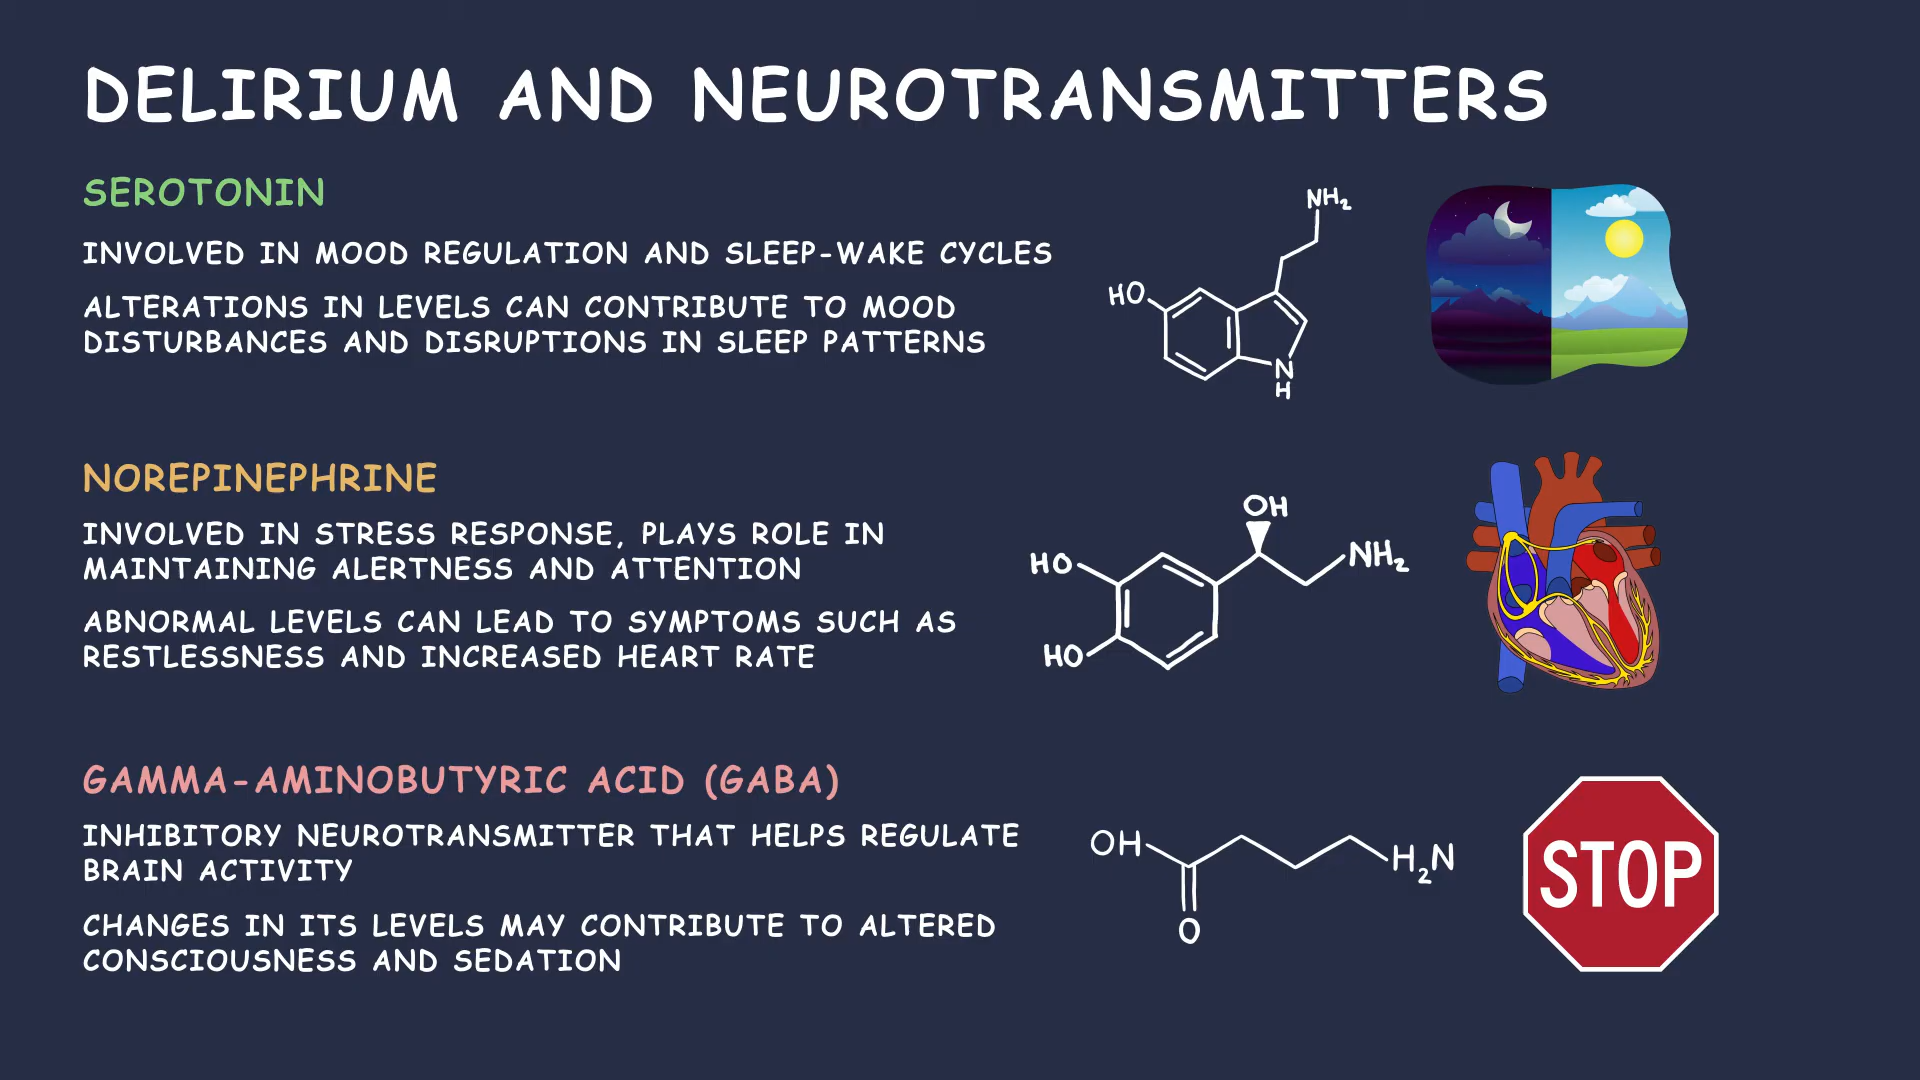 DELIRIUM AND NEUROTRANSMITTERS
SEROTONIN
INVOLVED IN MOOD REGULATION AND SLEEP-WAKE CYCLES
ALTERATIONS IN LEVELS CAN CONTRIBUTE TO MOOD
DISTURBANCES AND DISRUPTIONS IN SLEEP PATTERNS
NH₂
HO
N
H
NOREPINEPHRINE
INVOLVED IN STRESS RESPONSE, PLAYS ROLE IN
MAINTAINING ALERTNESS AND ATTENTION
ABNORMAL LEVELS CAN LEAD TO SYMPTOMS SUCH AS
RESTLESSNESS AND INCREASED HEART RATE
OH
HO
NH₂
HO
GAMMA-AMINOBUTYRIC ACID (GABA)
INHIBITORY NEUROTRANSMITTER THAT HELPS REGULATE
BRAIN ACTIVITY
CHANGES IN ITS LEVELS MAY CONTRIBUTE TO ALTERED
CONSCIOUSNESS AND SEDATION
OH
H₂N
O
STOP